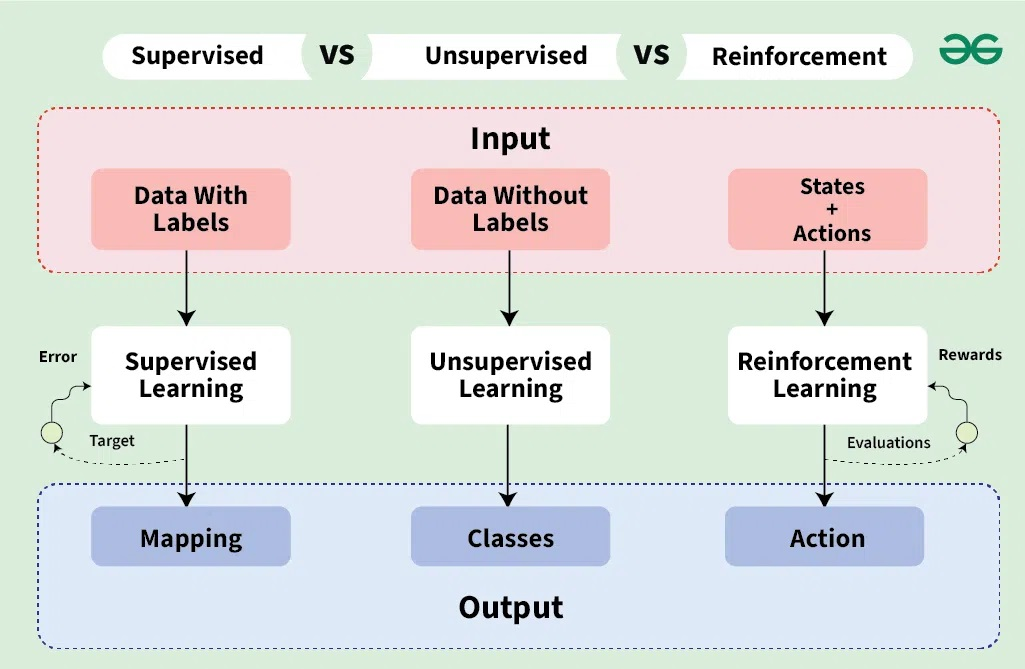 Supervised VS Unsupervised VS Reinforcement
Input
Data With
Labels
Data Without
Labels
States
+
Actions
Supervised
Learning
Unsupervised
Learning
Reinforcement
Learning
Error
Target
Rewards
Evaluations
Mapping
Classes
Action
Output